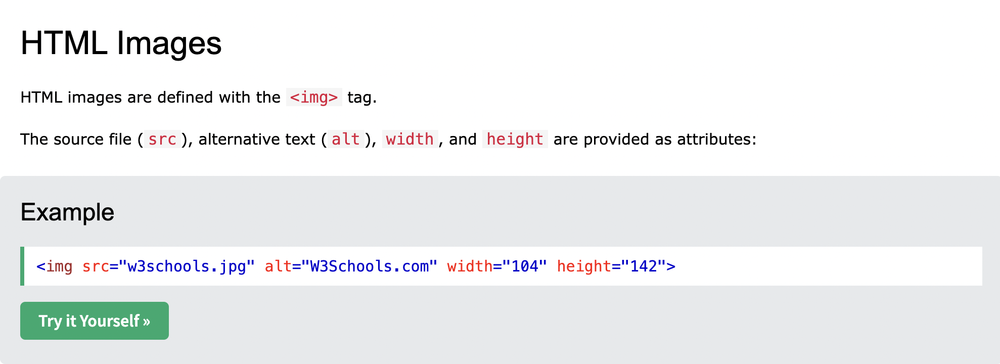 HTML Images
HTML images are defined with the <img> tag.
The source file (src), alternative text (alt), width, and height are provided as attributes:
Example
<img src="w3schools.jpg" alt="W3Schools.com" width="104" height="142">
Try it Yourself »